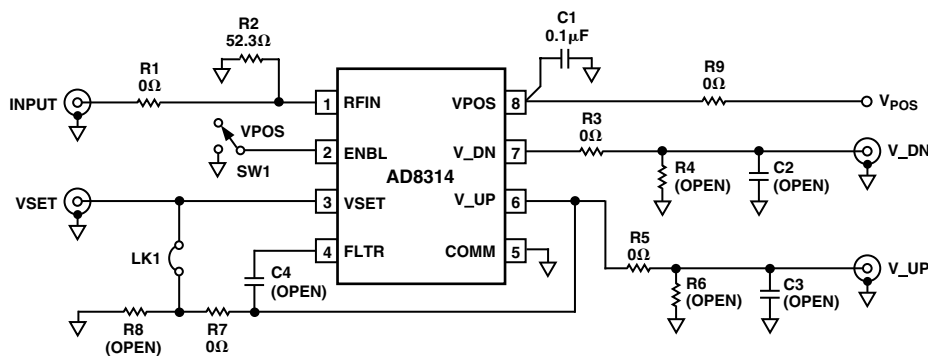 R2
52.3Ω
C1
0.1µF
R1
0Ω
R9
0Ω
INPUT
1
RFIN
VPOS
8
VPOS
R3
0Ω
VPOS
SW1
2
ENBL
V_DN
7
V_DN
R4
(OPEN)
C2
(OPEN)
AD8314
VSET
3
VSET
V_UP
6
R5
0Ω
LK1
4
FLTR
COMM
5
V_UP
C4
(OPEN)
R6
(OPEN)
C3
(OPEN)
R8
(OPEN)
R7
0Ω